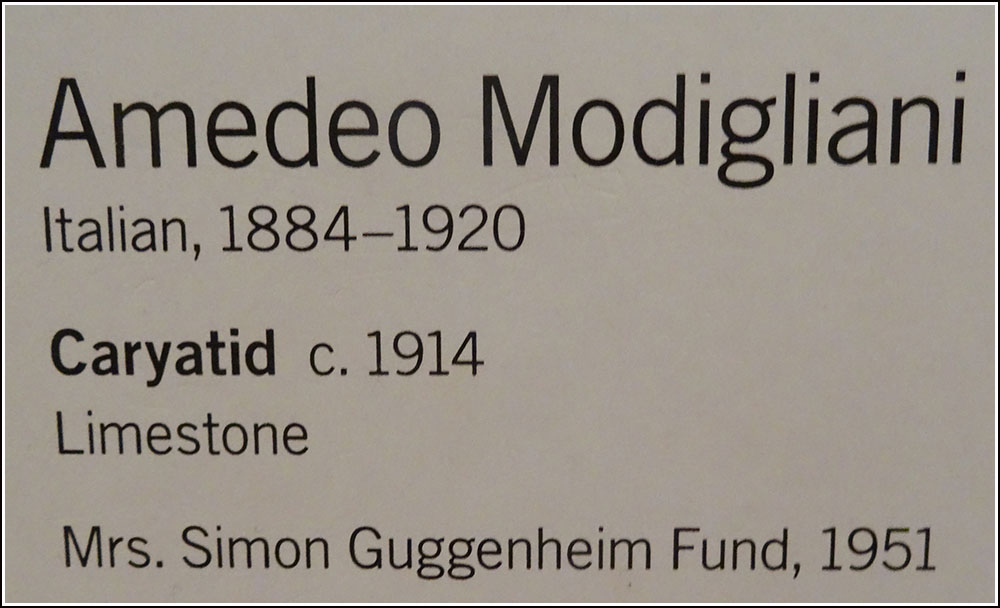 Amedeo Modigliani
Italian, 1884–1920
Caryatid c. 1914
Limestone
Mrs. Simon Guggenheim Fund, 1951